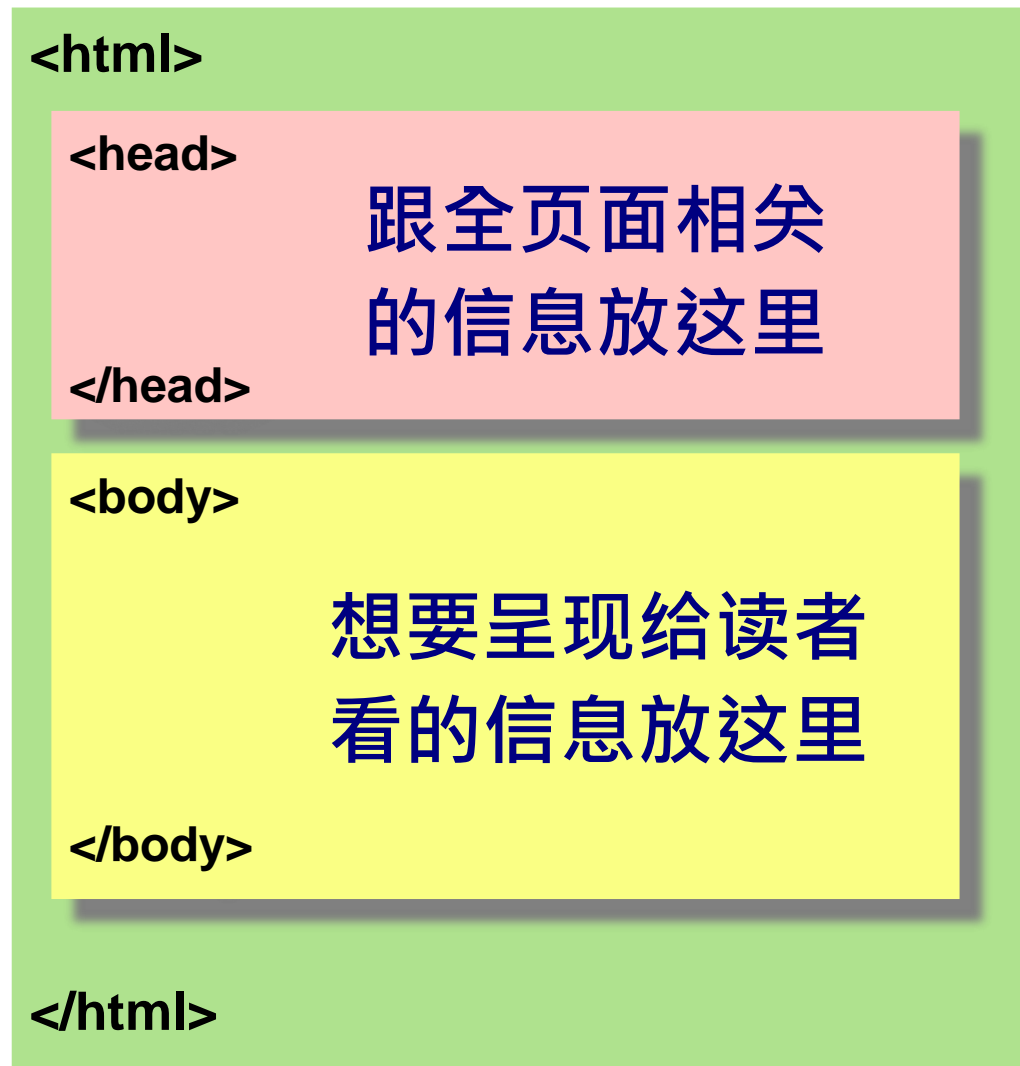 <html>
<head>
跟全页面相关
的信息放这里
</head>
<body>
想要呈现给读者
看的信息放这里
</body>
</html>